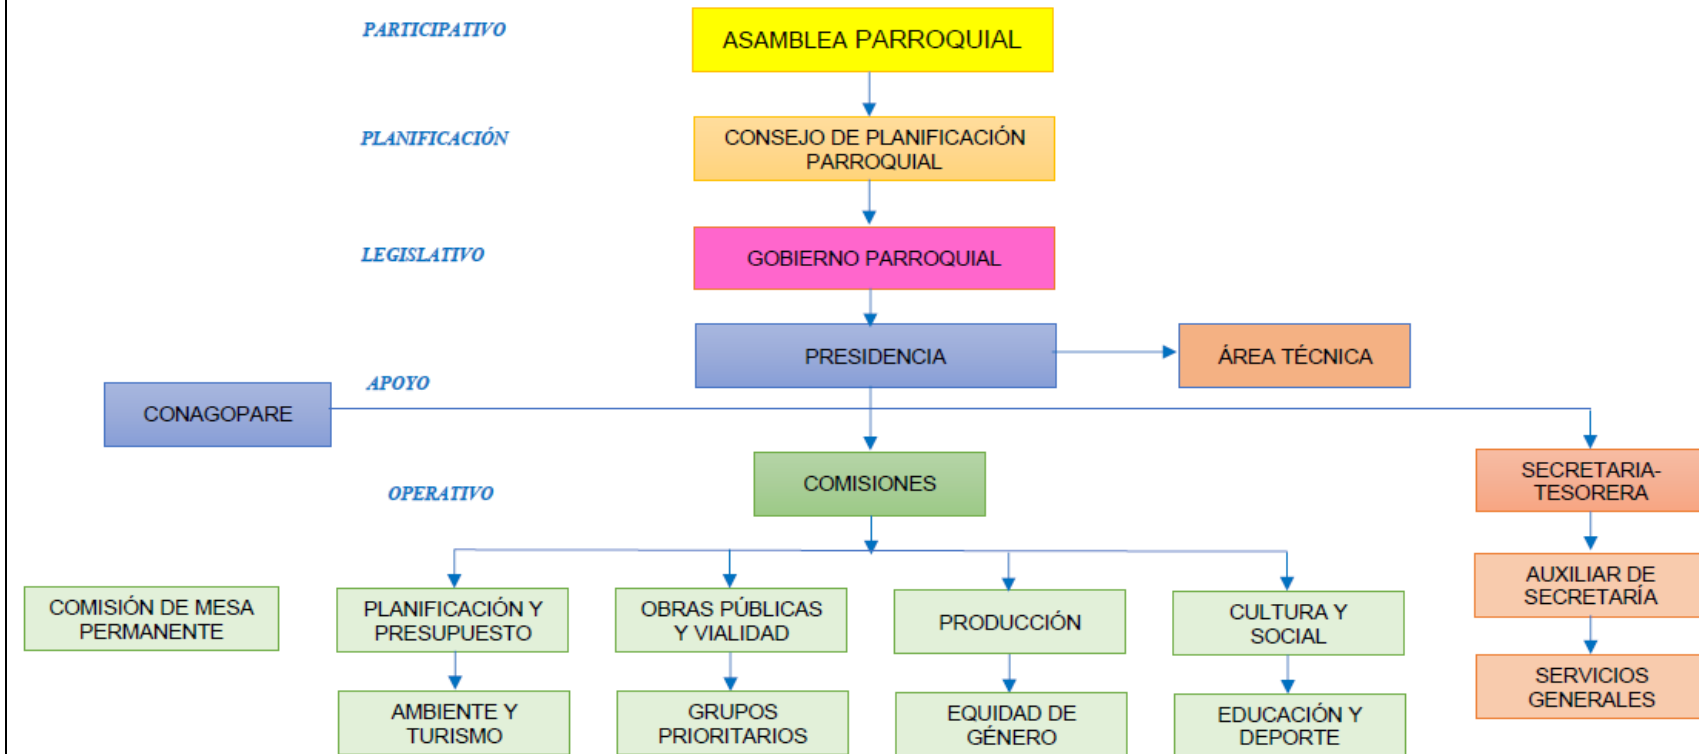 PARTICIPATIVO
ASAMBLEA PARROQUIAL
PLANIFICACIÓN
CONSEJO DE PLANIFICACIÓN
PARROQUIAL
LEGISLATIVO
GOBIERNO PARROQUIAL
PRESIDENCIA
ÁREA TÉCNICA
APOYO
CONAGOPARE
COMISIONES
SECRETARIA-
TESORERA
OPERATIVO
COMISIÓN DE MESA
PERMANENTE
PLANIFICACIÓN Y
PRESUPUESTO
OBRAS PÚBLICAS
Y VIALIDAD
PRODUCCIÓN
CULTURA Y
SOCIAL
AUXILIAR DE
SECRETARÍA
AMBIENTE Y
TURISMO
GRUPOS
PRIORITARIOS
EQUIDAD DE
GÉNERO
EDUCACIÓN Y
DEPORTE
SERVICIOS
GENERALES